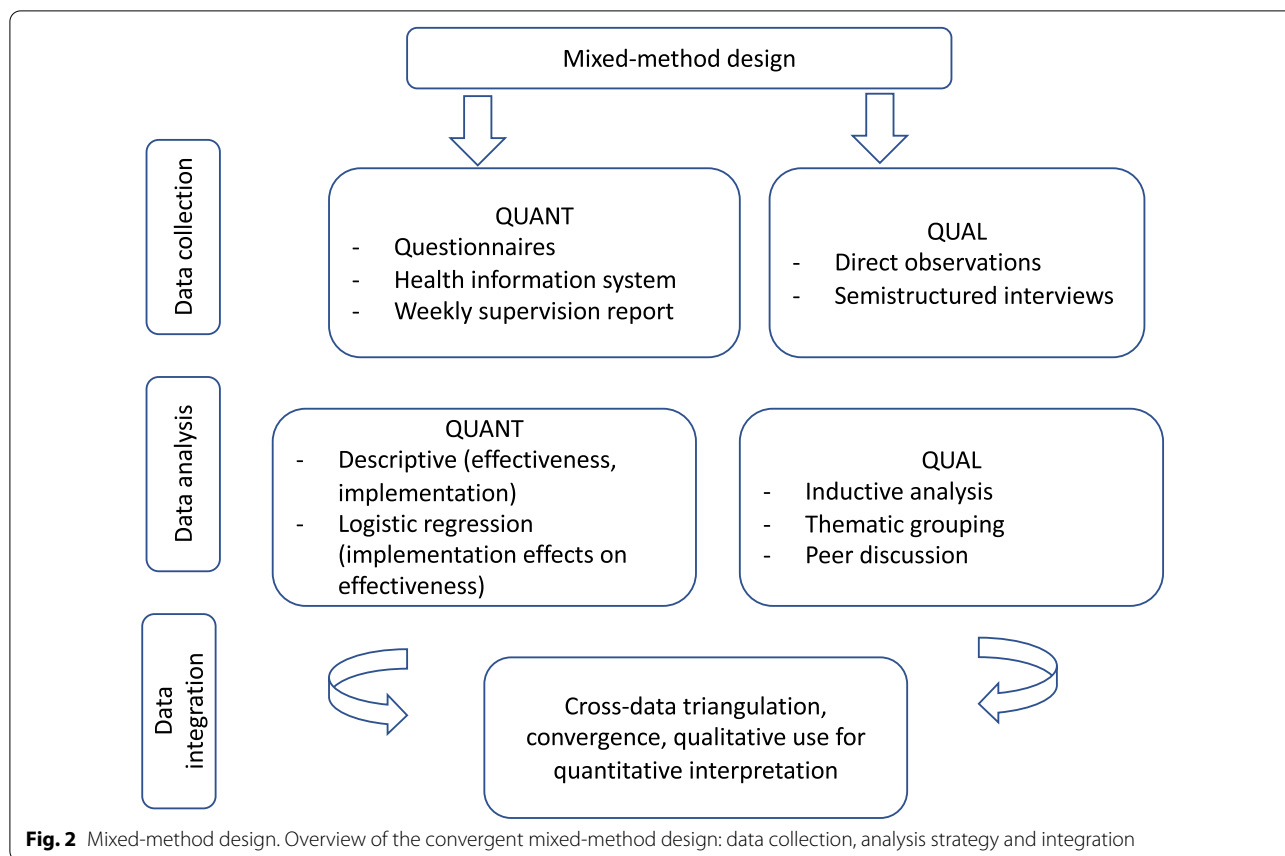 Mixed-method design
Data collection
QUANT
- Questionnaires
- Health information system
- Weekly supervision report
QUAL
- Direct observations
- Semistructured interviews
Data analysis
QUANT
- Descriptive (effectiveness,
implementation)
- Logistic regression
(implementation effects on
effectiveness)
QUAL
- Inductive analysis
- Thematic grouping
- Peer discussion
Data
integration
Cross-data triangulation,
convergence, qualitative use for
quantitative interpretation
Fig. 2 Mixed-method design. Overview of the convergent mixed-method design: data collection, analysis strategy and integration